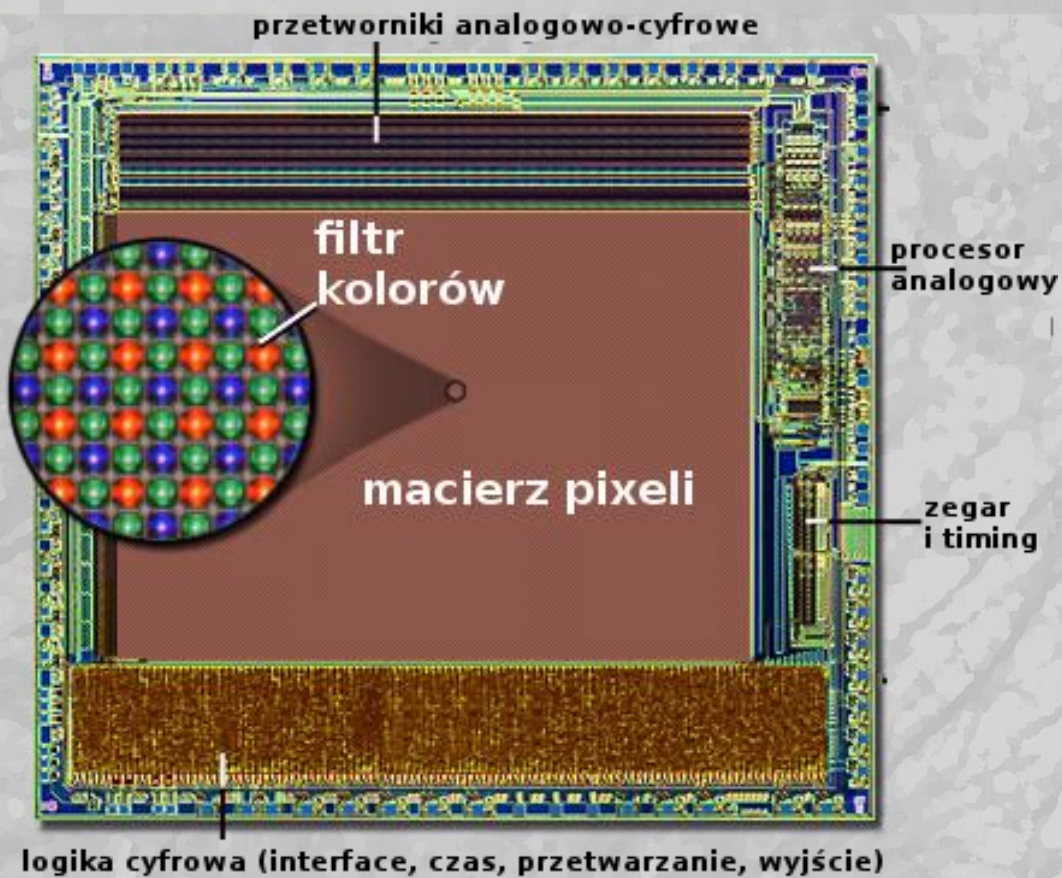 przetworniki analogowo-cyfrowe
filtr
kolorów
procesor
analogowy
macierz pixeli
zegar
i timing
logika cyfrowa (interface, czas, przetwarzanie, wyjście)